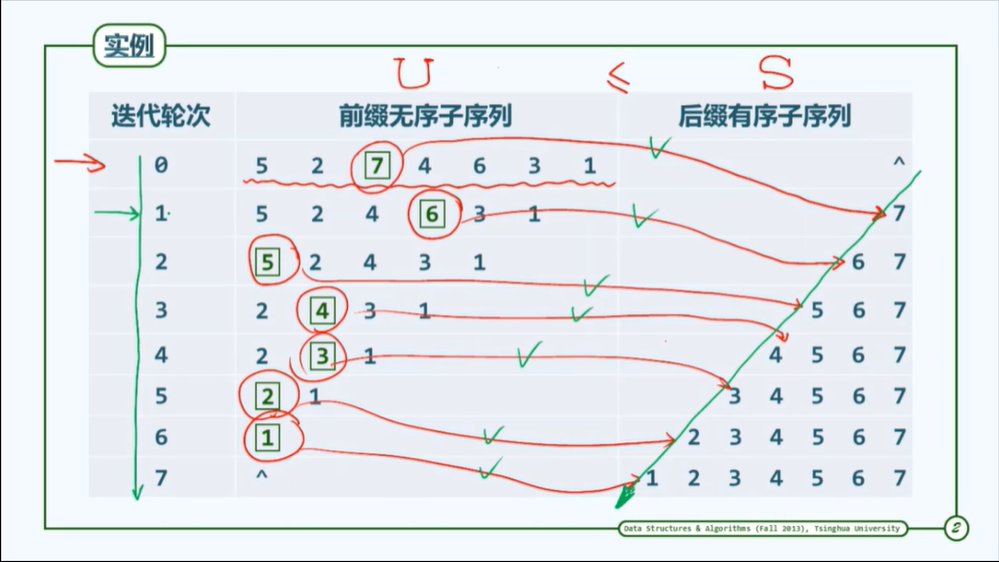 实例
U ≤ S
迭代轮次 前缀无序子序列 后缀有序子序列
0 5 2 7 4 6 3 1 ^
1 5 2 4 6 3 1 7
2 5 2 4 3 1 6 7
3 2 4 3 1 5 6 7
4 2 3 1 4 5 6 7
5 2 1 3 4 5 6 7
6 1 2 3 4 5 6 7
7 ^ 1 2 3 4 5 6 7
Data Structures & Algorithms (Fall 2013), Tsinghua University
2